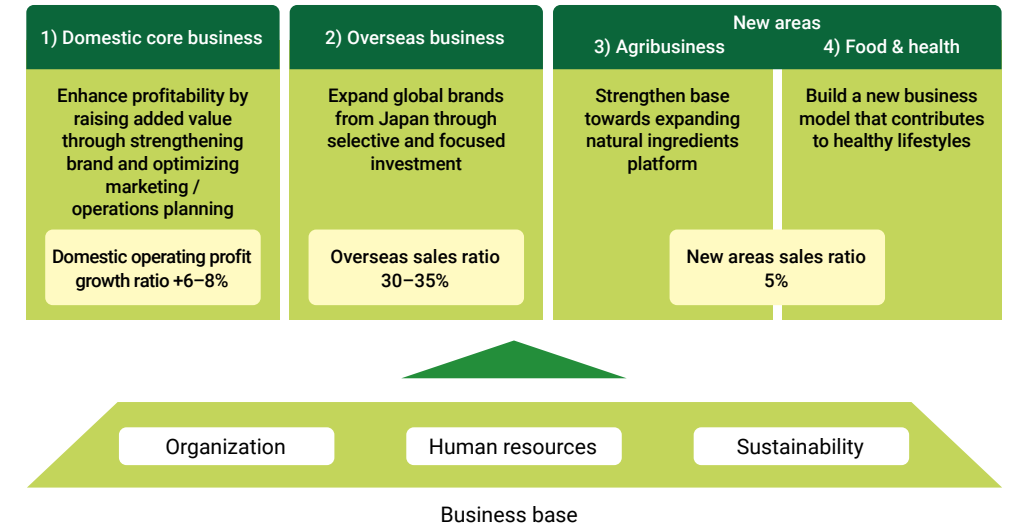 1) Domestic core business
Enhance profitability by
raising added value
through strengthening
brand and optimizing
marketing /
operations planning
Domestic operating profit
growth ratio +6–8%
2) Overseas business
Expand global brands
from Japan through
selective and focused
investment
Overseas sales ratio
30–35%
New areas
3) Agribusiness
Strengthen base
towards expanding
natural ingredients
platform
4) Food & health
Build a new business
model that contributes
to healthy lifestyles
New areas sales ratio
5%
Organization
Human resources
Sustainability
Business base